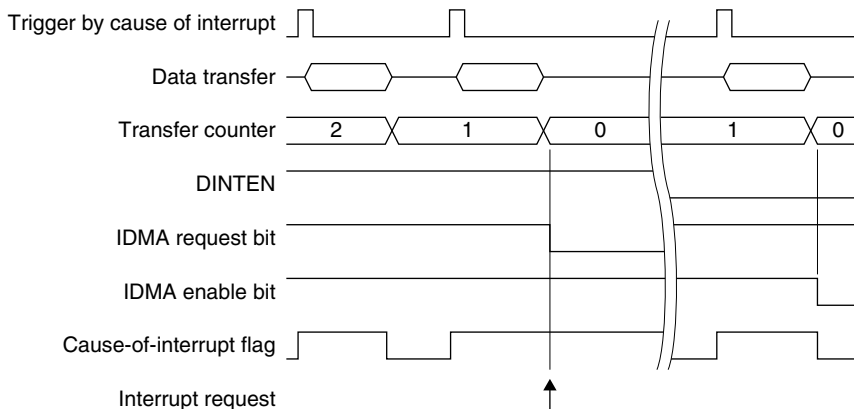 Trigger by cause of interrupt
Data transfer
Transfer counter 2 1 0 1 0
DINTEN
IDMA request bit
IDMA enable bit
Cause-of-interrupt flag
Interrupt request